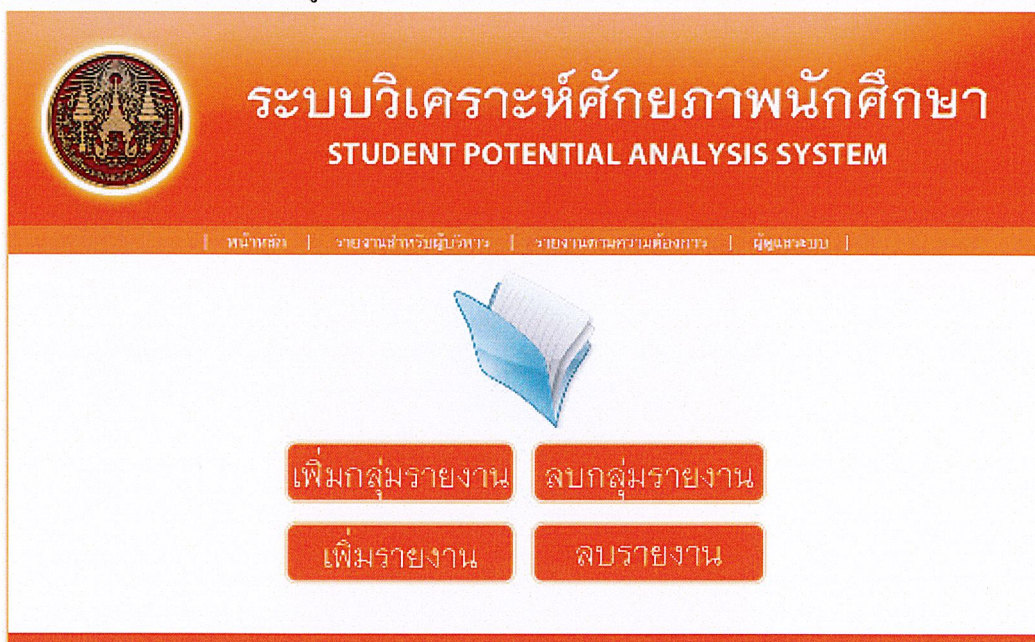 ระบบวิเคราะห์ศักยภาพนักศึกษา
STUDENT POTENTIAL ANALYSIS SYSTEM
| หน้าหลัก | รายงานสำหรับผู้บริหาร | รายงานตามความต้องการ | ผู้ดูแลระบบ |
เพิ่มกลุ่มรายงาน ลบกลุ่มรายงาน
เพิ่มรายงาน ลบรายงาน